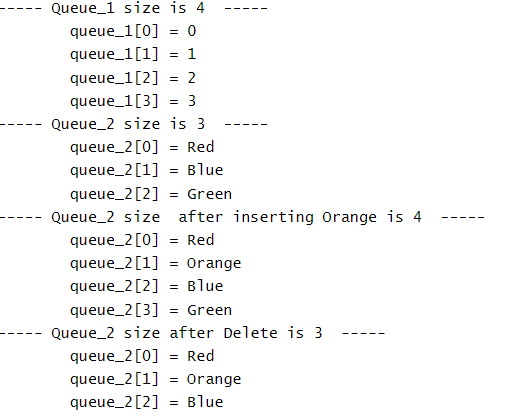 ----- Queue_1 size is 4  -----
        queue_1[0] = 0
        queue_1[1] = 1
        queue_1[2] = 2
        queue_1[3] = 3
----- Queue_2 size is 3  -----
        queue_2[0] = Red
        queue_2[1] = Blue
        queue_2[2] = Green
----- Queue_2 size  after inserting Orange is 4  -----
        queue_2[0] = Red
        queue_2[1] = Orange
        queue_2[2] = Blue
        queue_2[3] = Green
----- Queue_2 size after Delete is 3  -----
        queue_2[0] = Red
        queue_2[1] = Orange
        queue_2[2] = Blue